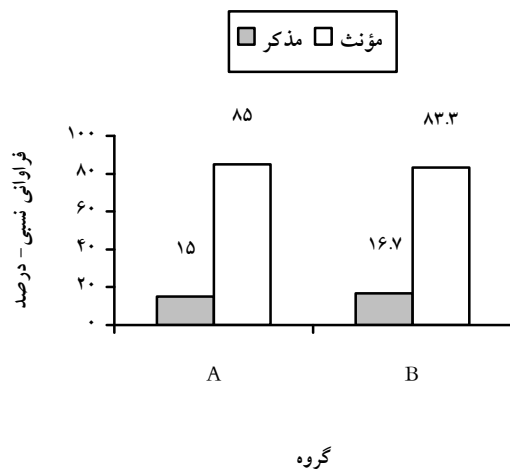 مذکر مؤنث
۸۵ ۸۳.۳
۱۰۰
۸۰
۶۰
۴۰
۲۰
۰
۱۵ ۱۶.۷
فراوانی نسبی - درصد
A B
گروه